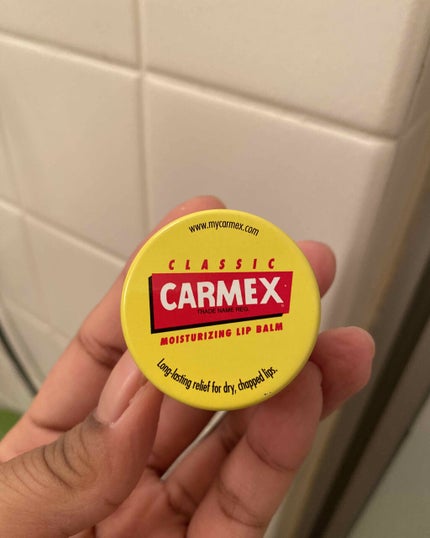 www.mycarmex.com
CLASSIC
CARMEX
TRADE NAME REG.
MOISTURIZING LIP BALM
Long-lasting relief for dry, chapped lips.